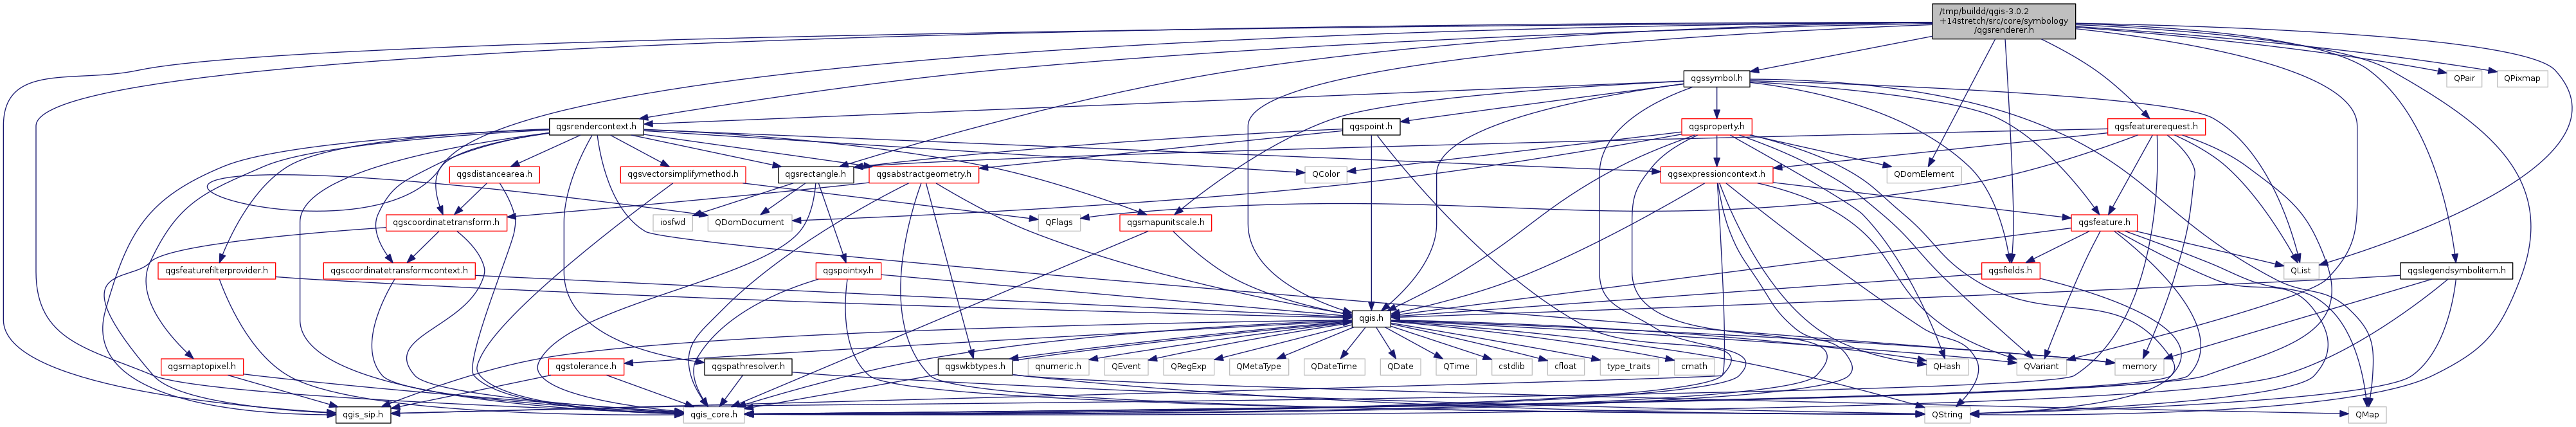 /tmp/buildd/qgis-3.0.2
+14stretch/src/core/symbology
/qgsrenderer.h
qgssymbol.h
QPair
QPixmap
qgsrendercontext.h
qgspoint.h
qgsproperty.h
qgsfeaturerequest.h
qgsdistancearea.h
qgsvectorsimplifymethod.h
qgsrectangle.h
qgsabstractgeometry.h
QColor
qgsexpressioncontext.h
QDomElement
qgscoordinatetransform.h
iosfwd
QDomDocument
QFlags
qgsmapunitscale.h
qgsfeature.h
qgsfeaturefilterprovider.h
qgscoordinatetransformcontext.h
qgspointxy.h
qgsfields.h
QList
qgslegendsymbolitem.h
qgis.h
qgsmaptopixel.h
qgstolerance.h
qgspathresolver.h
qgswkbtypes.h
qnumeric.h
QEvent
QRegExp
QMetaType
QDateTime
QDate
QTime
cstdlib
cfloat
type_traits
cmath
QHash
QVariant
memory
qgis_sip.h
qgis_core.h
QString
QMap